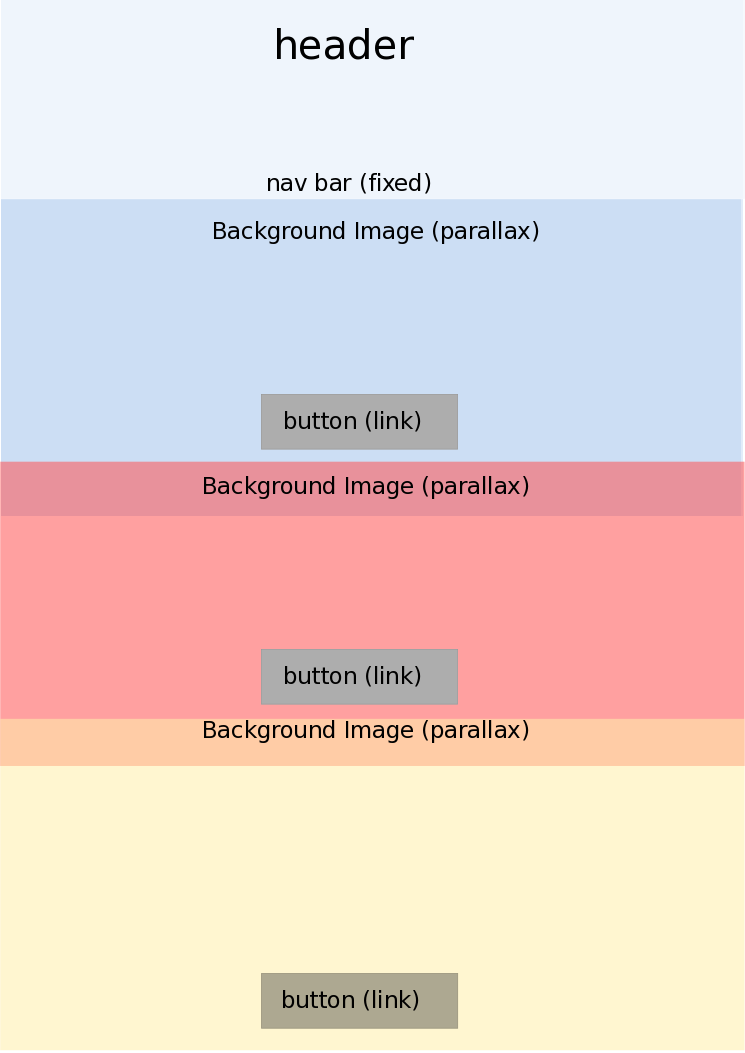 header
nav bar (fixed)
Background Image (parallax)
button (link)
Background Image (parallax)
button (link)
Background Image (parallax)
button (link)